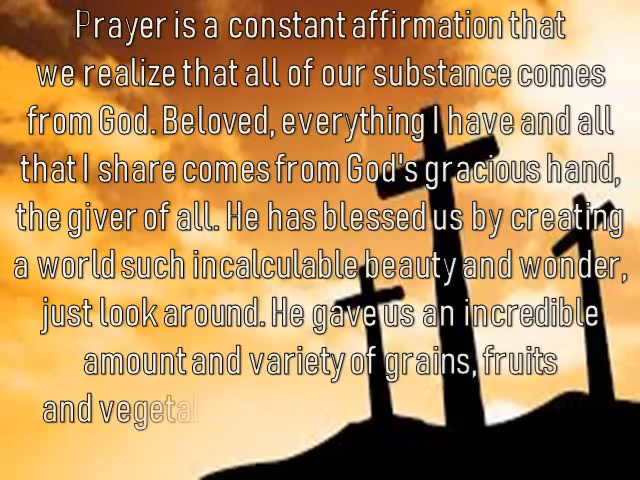 Prayer is a constant affirmation that
we realize that all of our substance comes
from God. Beloved, everything I have and all
that I share comes from God's gracious hand,
the giver of all. He has blessed us by creating
a world such incalculable beauty and wonder,
just look around. He gave us an incredible
amount and variety of grains, fruits
and vegetal